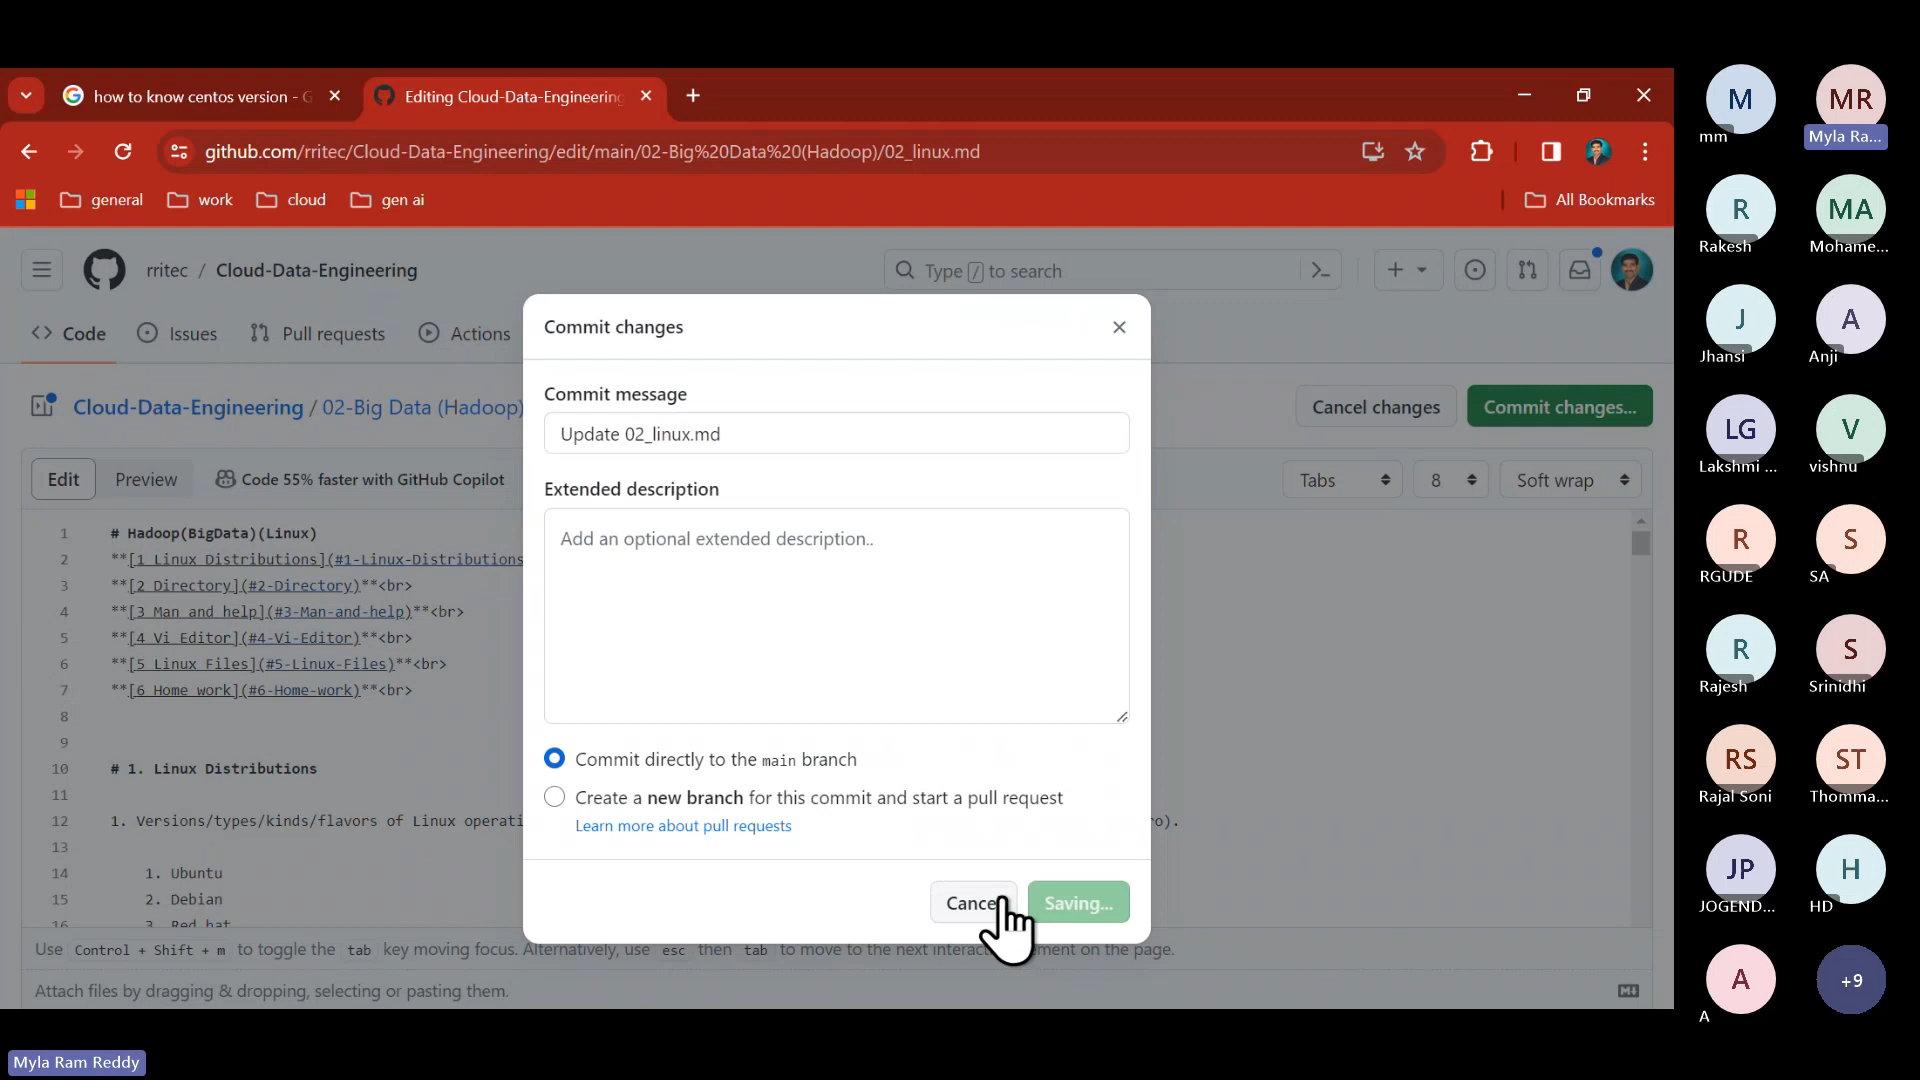 how to know centos version - G
Editing Cloud-Data-Engineering
github.com/rritec/Cloud-Data-Engineering/edit/main/02-Big%20Data%20(Hadoop)/02_linux.md
general
work
cloud
gen ai
All Bookmarks
rritec / Cloud-Data-Engineering
Type / to search
Code
Issues
Pull requests
Actions
Cloud-Data-Engineering / 02-Big Data (Hadoop)
Cancel changes
Commit changes...
Edit
Preview
Code 55% faster with GitHub Copilot
Tabs
8
Soft wrap
1 # Hadoop(BigData)(Linux)
2 **[1 Linux Distributions](#1-Linux-Distributions
3 **[2 Directory](#2-Directory)**<br>
4 **[3 Man and help](#3-Man-and-help)**<br>
5 **[4 Vi Editor](#4-Vi-Editor)**<br>
6 **[5 Linux Files](#5-Linux-Files)**<br>
7 **[6 Home work](#6-Home-work)**<br>
8
9
10 # 1. Linux Distributions
11
12 1. Versions/types/kinds/flavors of Linux operati ro).
13
14 1. Ubuntu
15 2. Debian
16 3. Red hat
Use Control + Shift + m to toggle the tab key moving focus. Alternatively, use esc then tab to move to the next interac ment on the page.
Attach files by dragging & dropping, selecting or pasting them.
Commit changes
Commit message
Update 02_linux.md
Extended description
Add an optional extended description..
Commit directly to the main branch
Create a new branch for this commit and start a pull request
Learn more about pull requests
Cance
Saving...
M
mm
MR
Myla Ra...
R
Rakesh
MA
Mohame...
J
Jhansi
A
Anji
LG
Lakshmi ...
V
vishnu
R
RGUDE
S
SA
R
Rajesh
S
Srinidhi
RS
Rajal Soni
ST
Thomma...
JP
JOGEND...
H
HD
A
A
+9
Myla Ram Reddy